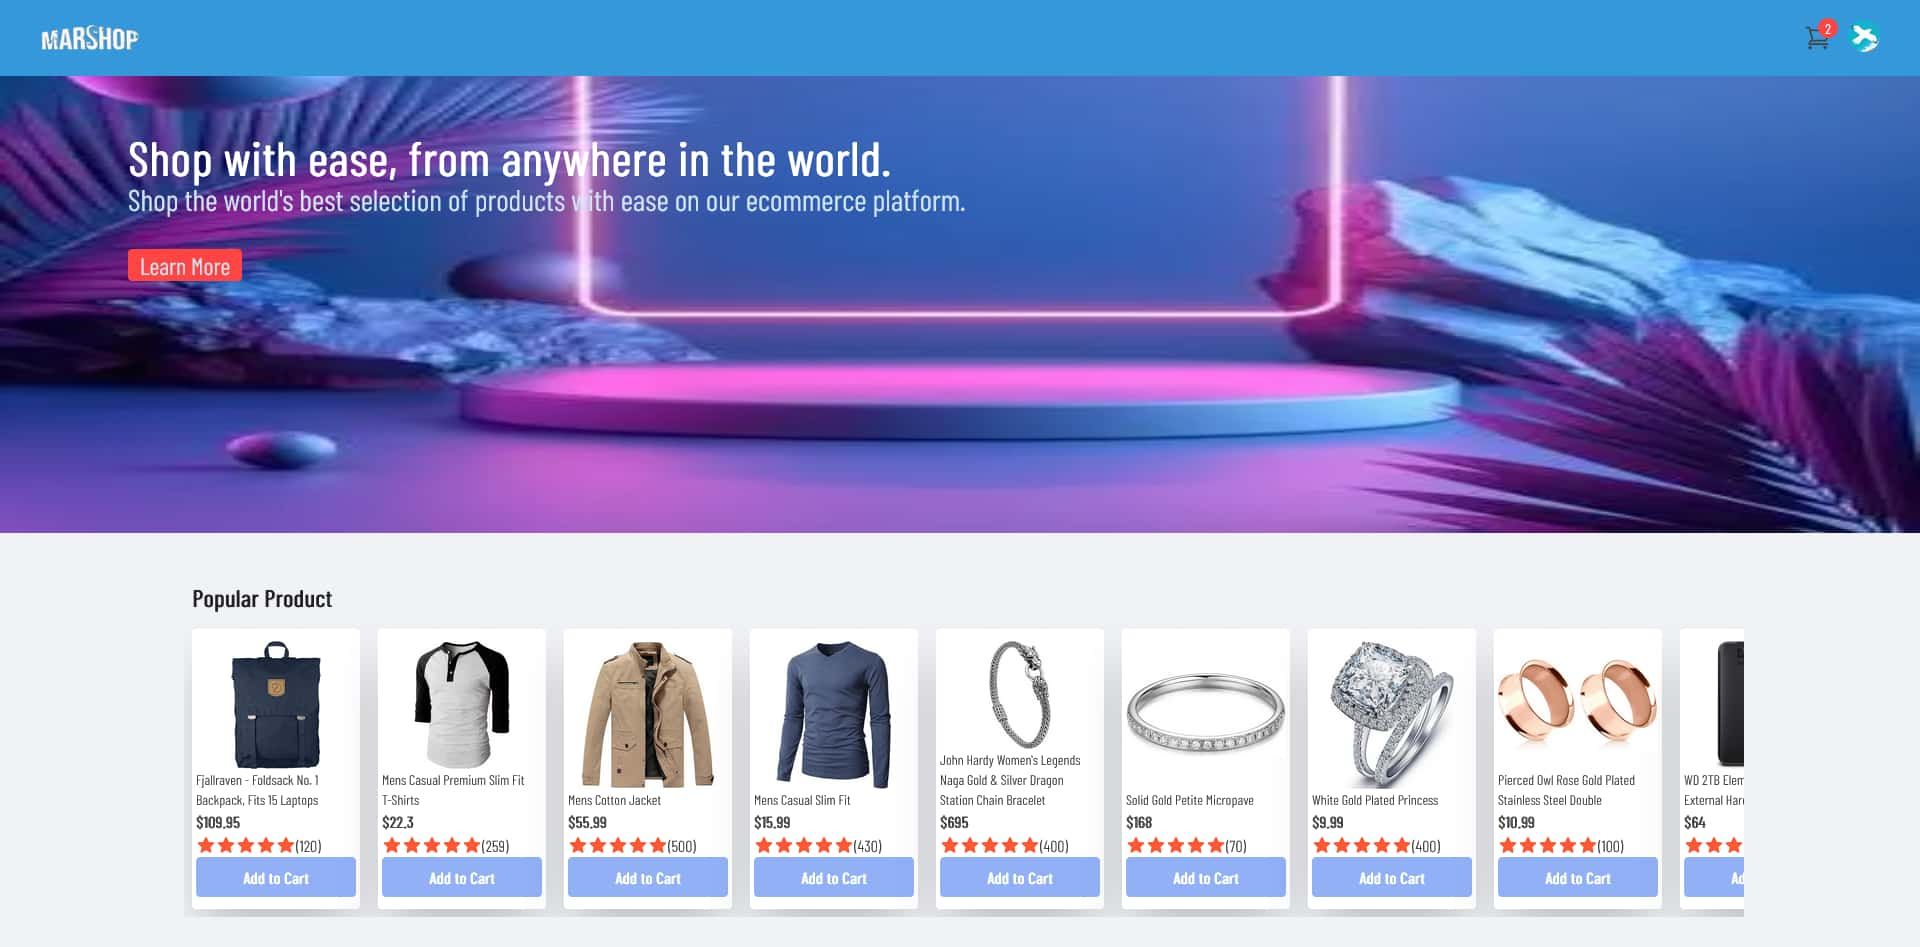 MARSHOP
2
Shop with ease, from anywhere in the world.
Shop the world's best selection of products with ease on our ecommerce platform.
Learn More
Popular Product
Fjallraven - Foldsack No. 1
Backpack, Fits 15 Laptops
$109.95
(120)
Add to Cart
Mens Casual Premium Slim Fit
T-Shirts
$22.3
(259)
Add to Cart
Mens Cotton Jacket
$55.99
(500)
Add to Cart
Mens Casual Slim Fit
$15.99
(430)
Add to Cart
John Hardy Women's Legends
Naga Gold & Silver Dragon
Station Chain Bracelet
$695
(400)
Add to Cart
Solid Gold Petite Micropave
$168
(70)
Add to Cart
White Gold Plated Princess
$9.99
(400)
Add to Cart
Pierced Owl Rose Gold Plated
Stainless Steel Double
$10.99
(100)
Add to Cart
WD 2TB Elem
External Har
$64
Ad